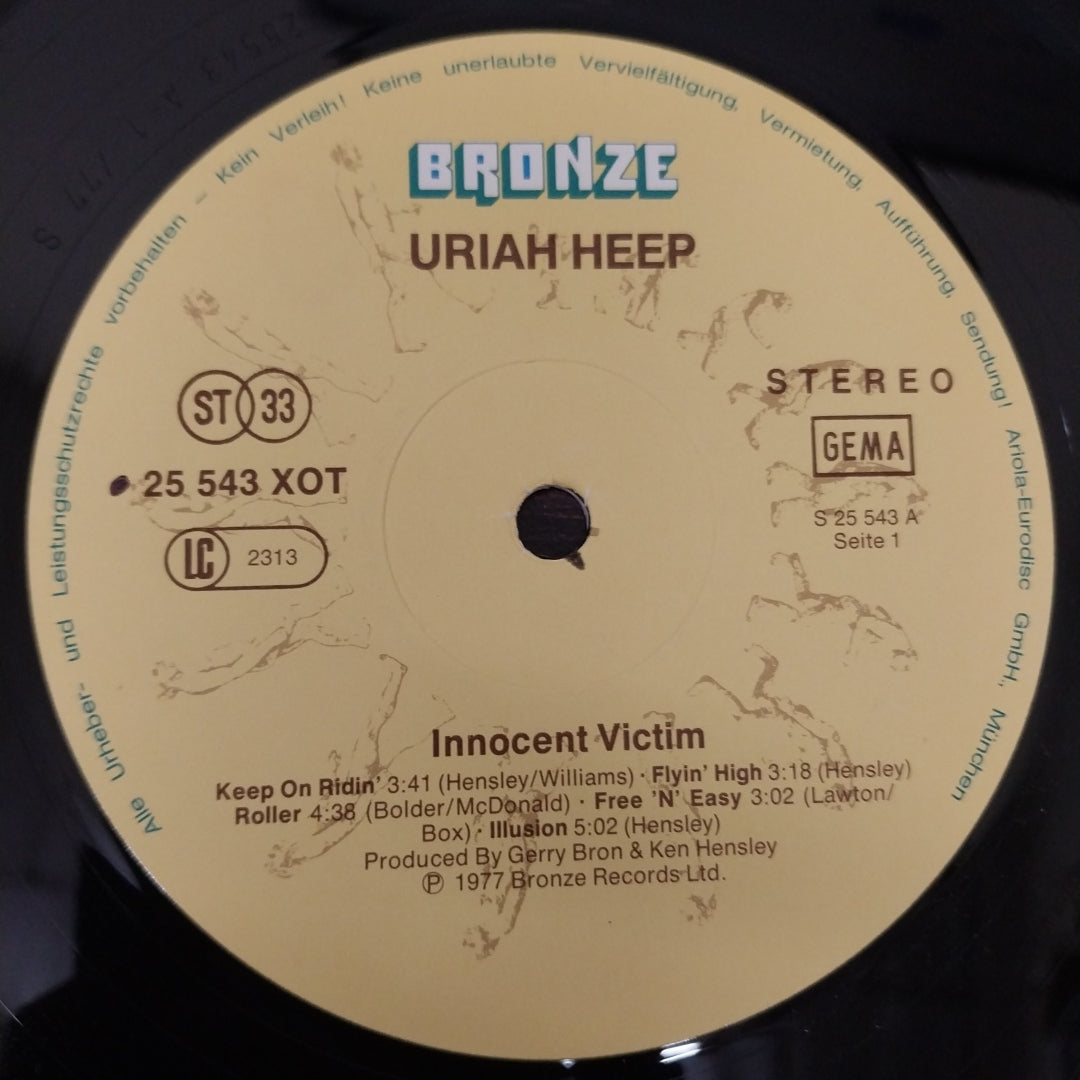 Alle Urheber- und Leistungsschutzrechte vorbehalten – Kein Verleih! Keine unerlaubte Vervielfältigung, Vermietung, Aufführung, Sendung! Ariola-Eurodisc GmbH., München
BRONZE
URIAH HEEP
ST 33
STEREO
GEMA
25 543 XOT
S 25 543 A
Seite 1
LC 2313
Innocent Victim
Keep On Ridin' 3:41 (Hensley/Williams) · Flyin' High 3:18 (Hensley)
Roller 4:38 (Bolder/McDonald) · Free 'N' Easy 3:02 (Lawton/
Box) · Illusion 5:02 (Hensley)
Produced By Gerry Bron & Ken Hensley
Ⓟ 1977 Bronze Records Ltd.